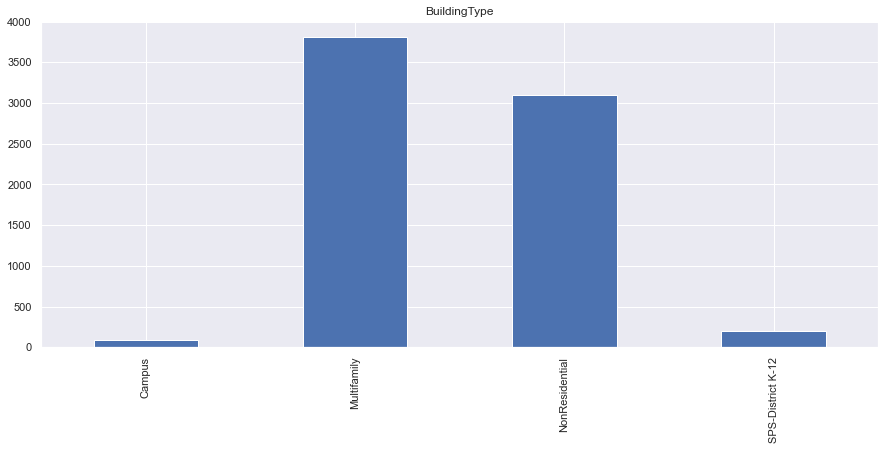 BuildingType
4000
3500
3000
2500
2000
1500
1000
500
0
Campus
Multifamily
NonResidential
SPS-District K-12